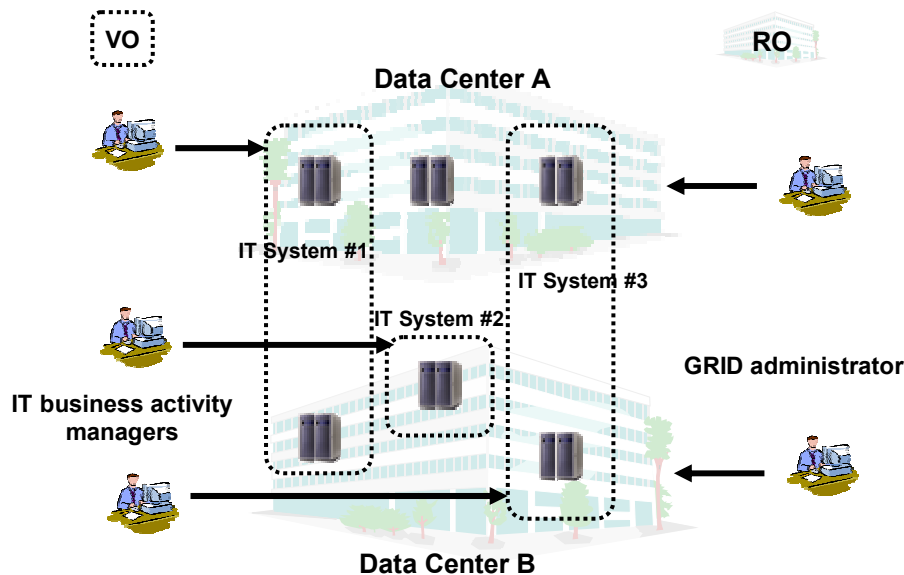 VO
RO
Data Center A
IT System #1
IT System #3
IT System #2
GRID administrator
IT business activity
managers
Data Center B